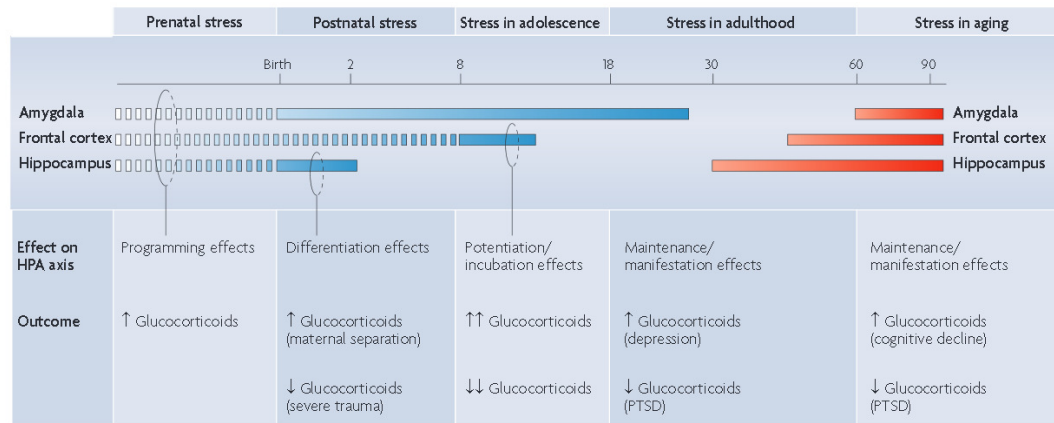 Prenatal stress
Postnatal stress
Stress in adolescence
Stress in adulthood
Stress in aging
Birth
2
8
18
30
60
90
Amygdala
Amygdala
Frontal cortex
Frontal cortex
Hippocampus
Hippocampus
Effect on
HPA axis
Programming effects
Differentiation effects
Potentiation/
incubation effects
Maintenance/
manifestation effects
Maintenance/
manifestation effects
Outcome
↑ Glucocorticoids
↑ Glucocorticoids
(maternal separation)
↑↑ Glucocorticoids
↑ Glucocorticoids
(depression)
↑ Glucocorticoids
(cognitive decline)
↓ Glucocorticoids
(severe trauma)
↓↓ Glucocorticoids
↓ Glucocorticoids
(PTSD)
↓ Glucocorticoids
(PTSD)